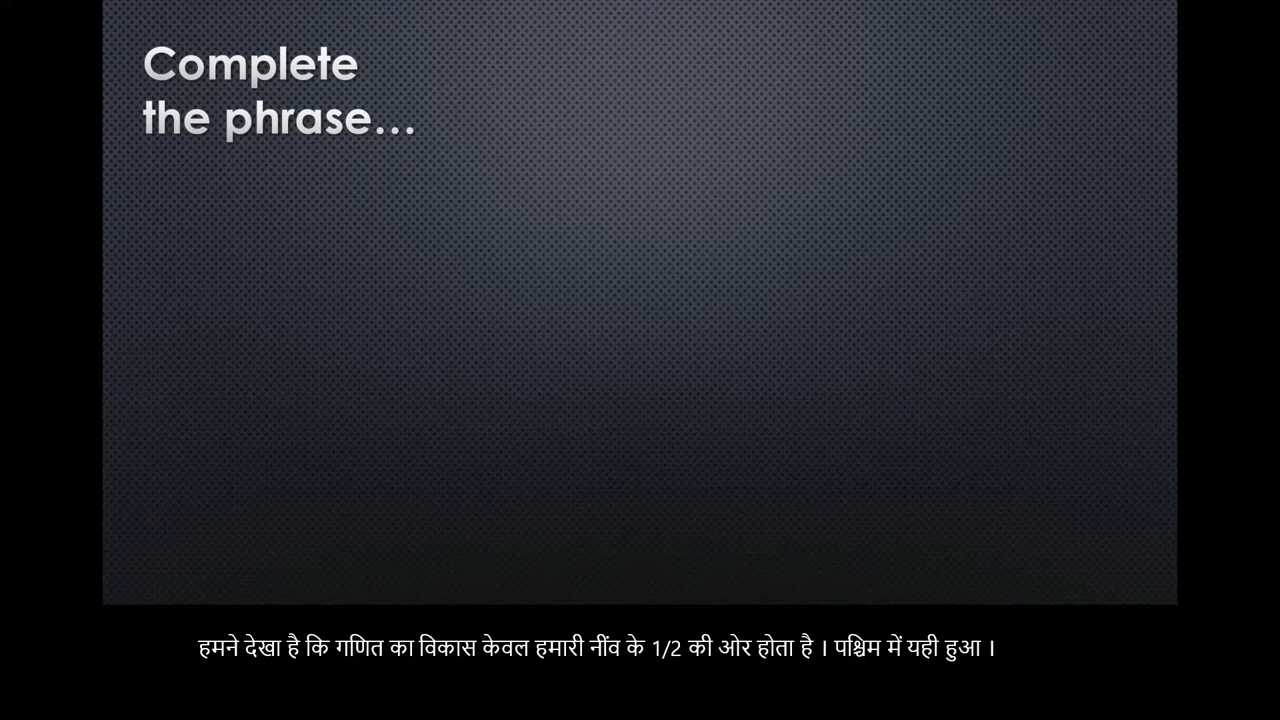 Complete
the phrase...
हमने देखा है कि गणित का विकास केवल हमारी नींव के 1/2 की ओर होता है । पश्चिम में यही हुआ ।